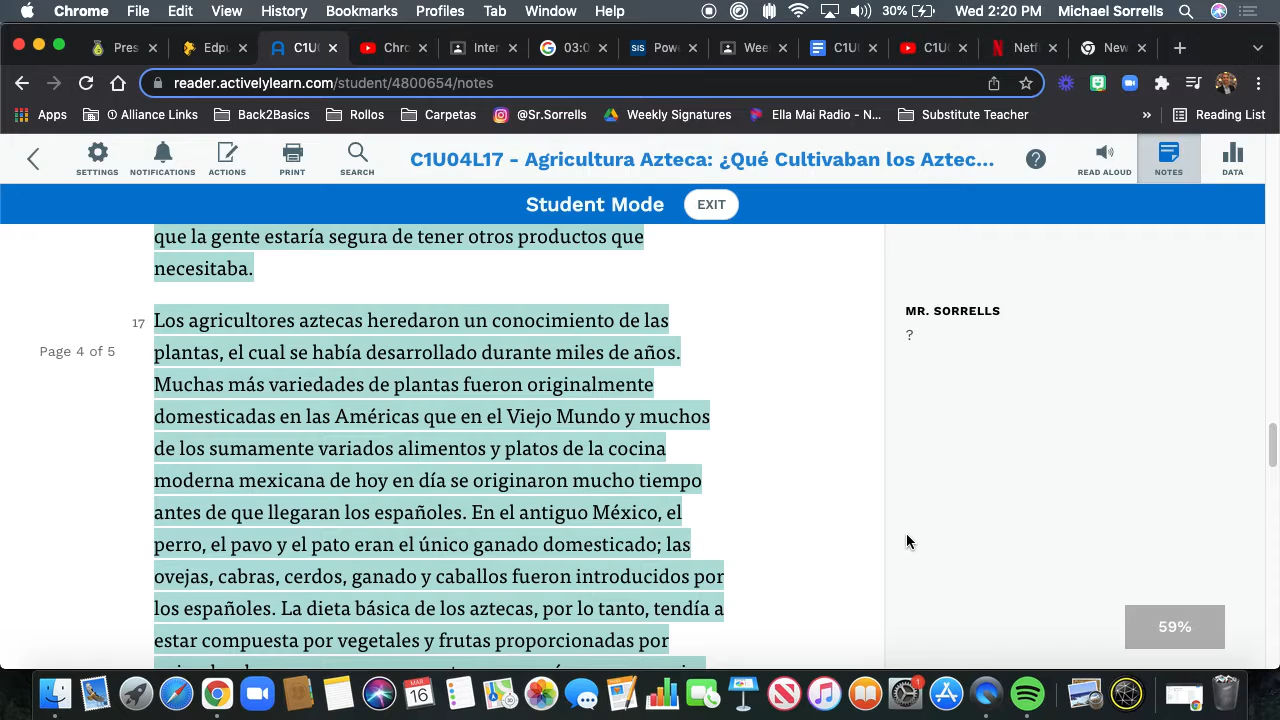 Chrome File Edit View History Bookmarks Profiles Tab Window Help 30% Wed 2:20 PM Michael Sorrells
Pres Edpu C1U0 Chro Inter 03:0 Powe Wee C1U0 C1U0 Netfl New
reader.activelylearn.com/student/4800654/notes
Apps Alliance Links Back2Basics Rollos Carpetas @Sr.Sorrells Weekly Signatures Ella Mai Radio - N... Substitute Teacher » Reading List
SETTINGS NOTIFICATIONS ACTIONS PRINT SEARCH C1U04L17 - Agricultura Azteca: ¿Qué Cultivaban los Aztec... ? READ ALOUD NOTES DATA
Student Mode EXIT
que la gente estaría segura de tener otros productos que
necesitaba.
17 Los agricultores aztecas heredaron un conocimiento de las
Page 4 of 5
plantas, el cual se había desarrollado durante miles de años.
Muchas más variedades de plantas fueron originalmente
domesticadas en las Américas que en el Viejo Mundo y muchos
de los sumamente variados alimentos y platos de la cocina
moderna mexicana de hoy en día se originaron mucho tiempo
antes de que llegaran los españoles. En el antiguo México, el
perro, el pavo y el pato eran el único ganado domesticado; las
ovejas, cabras, cerdos, ganado y caballos fueron introducidos por
los españoles. La dieta básica de los aztecas, por lo tanto, tendía a
estar compuesta por vegetales y frutas proporcionadas por
MR. SORRELLS
?
59%
MAR
16